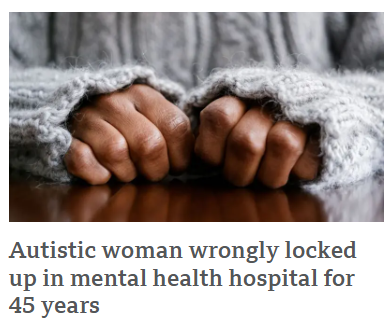 Autistic woman wrongly locked
up in mental health hospital for
45 years